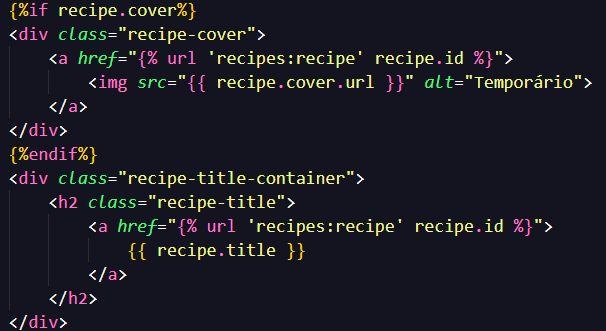 {%if recipe.cover%}
<div class="recipe-cover">
    <a href="{% url 'recipes:recipe' recipe.id %}">
        <img src="{{ recipe.cover.url }}" alt="Temporário">
    </a>
</div>
{%endif%}
<div class="recipe-title-container">
    <h2 class="recipe-title">
        <a href="{% url 'recipes:recipe' recipe.id %}">
            {{ recipe.title }}
        </a>
    </h2>
</div>